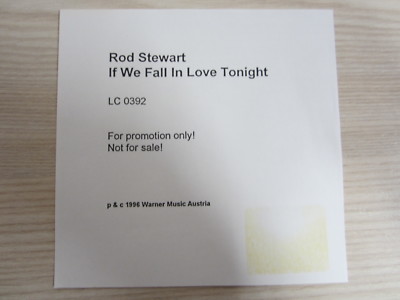 Rod Stewart
If We Fall In Love Tonight
LC 0392
For promotion only!
Not for sale!
p & c 1996 Warner Music Austria